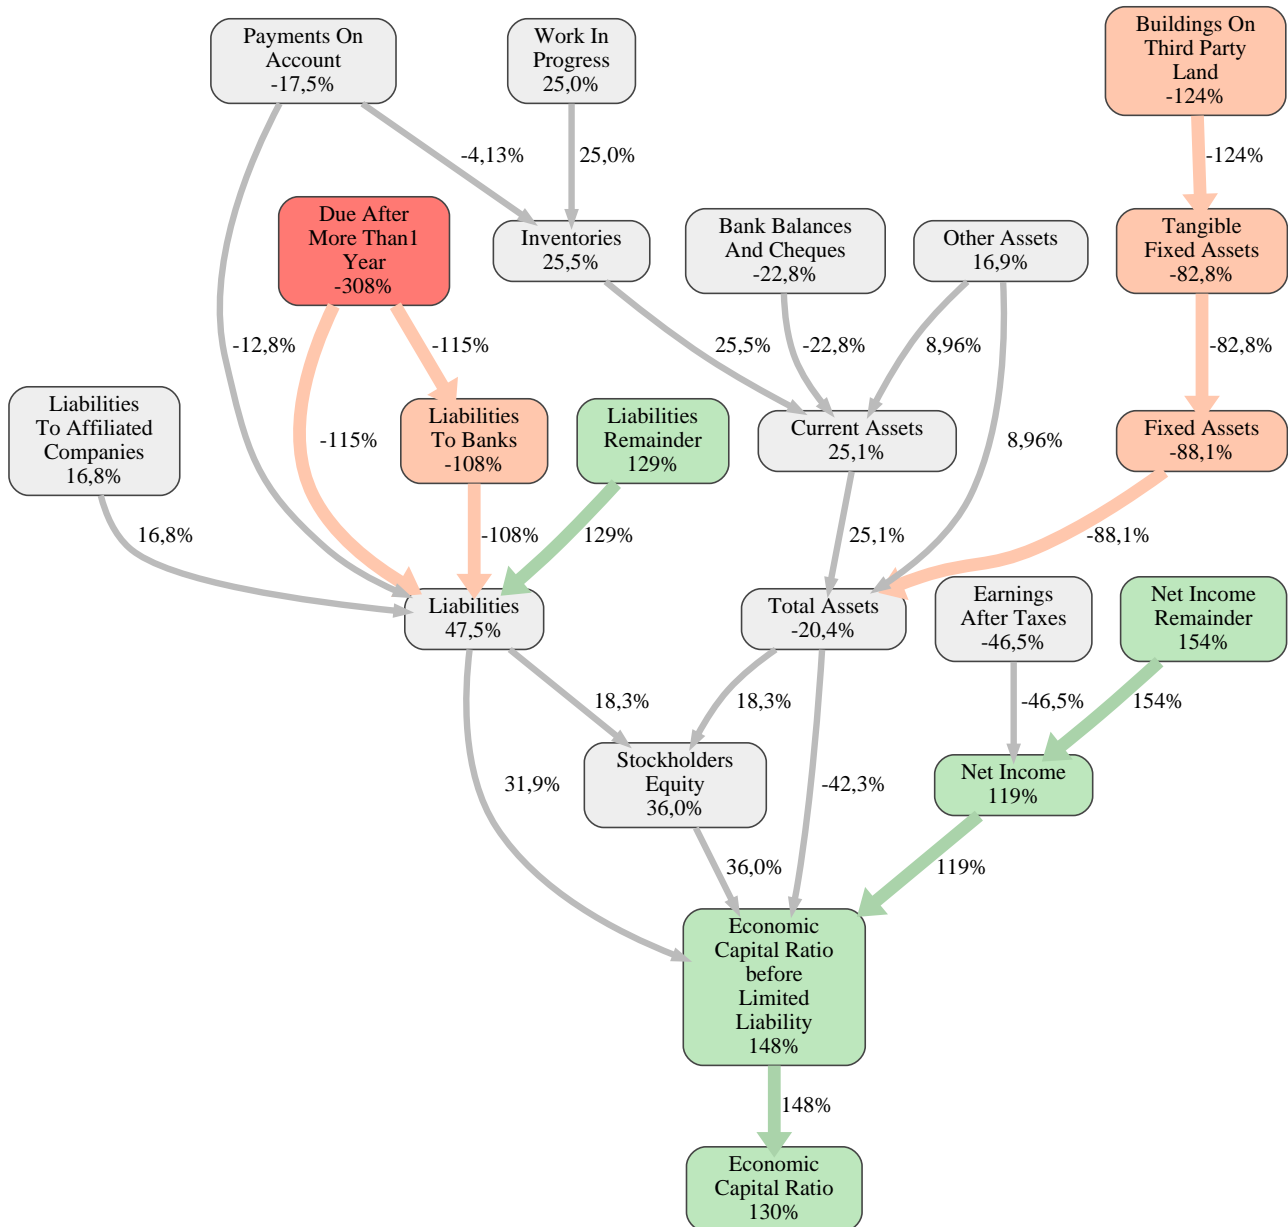 Payments On
Account
-17,5%
Work In
Progress
25,0%
Buildings On
Third Party
Land
-124%
-4,13%
25,0%
-124%
Due After
More Than1
Year
-308%
Inventories
25,5%
Bank Balances
And Cheques
-22,8%
Other Assets
16,9%
Tangible
Fixed Assets
-82,8%
-12,8%
-115%
25,5%
-22,8%
8,96%
-82,8%
Liabilities
To Affiliated
Companies
16,8%
-115%
Liabilities
To Banks
-108%
Liabilities
Remainder
129%
Current Assets
25,1%
8,96%
Fixed Assets
-88,1%
16,8%
-108%
129%
25,1%
-88,1%
Liabilities
47,5%
Total Assets
-20,4%
Earnings
After Taxes
-46,5%
Net Income
Remainder
154%
18,3%
18,3%
-46,5%
154%
31,9%
Stockholders
Equity
36,0%
-42,3%
Net Income
119%
36,0%
119%
Economic
Capital Ratio
before
Limited
Liability
148%
148%
Economic
Capital Ratio
130%